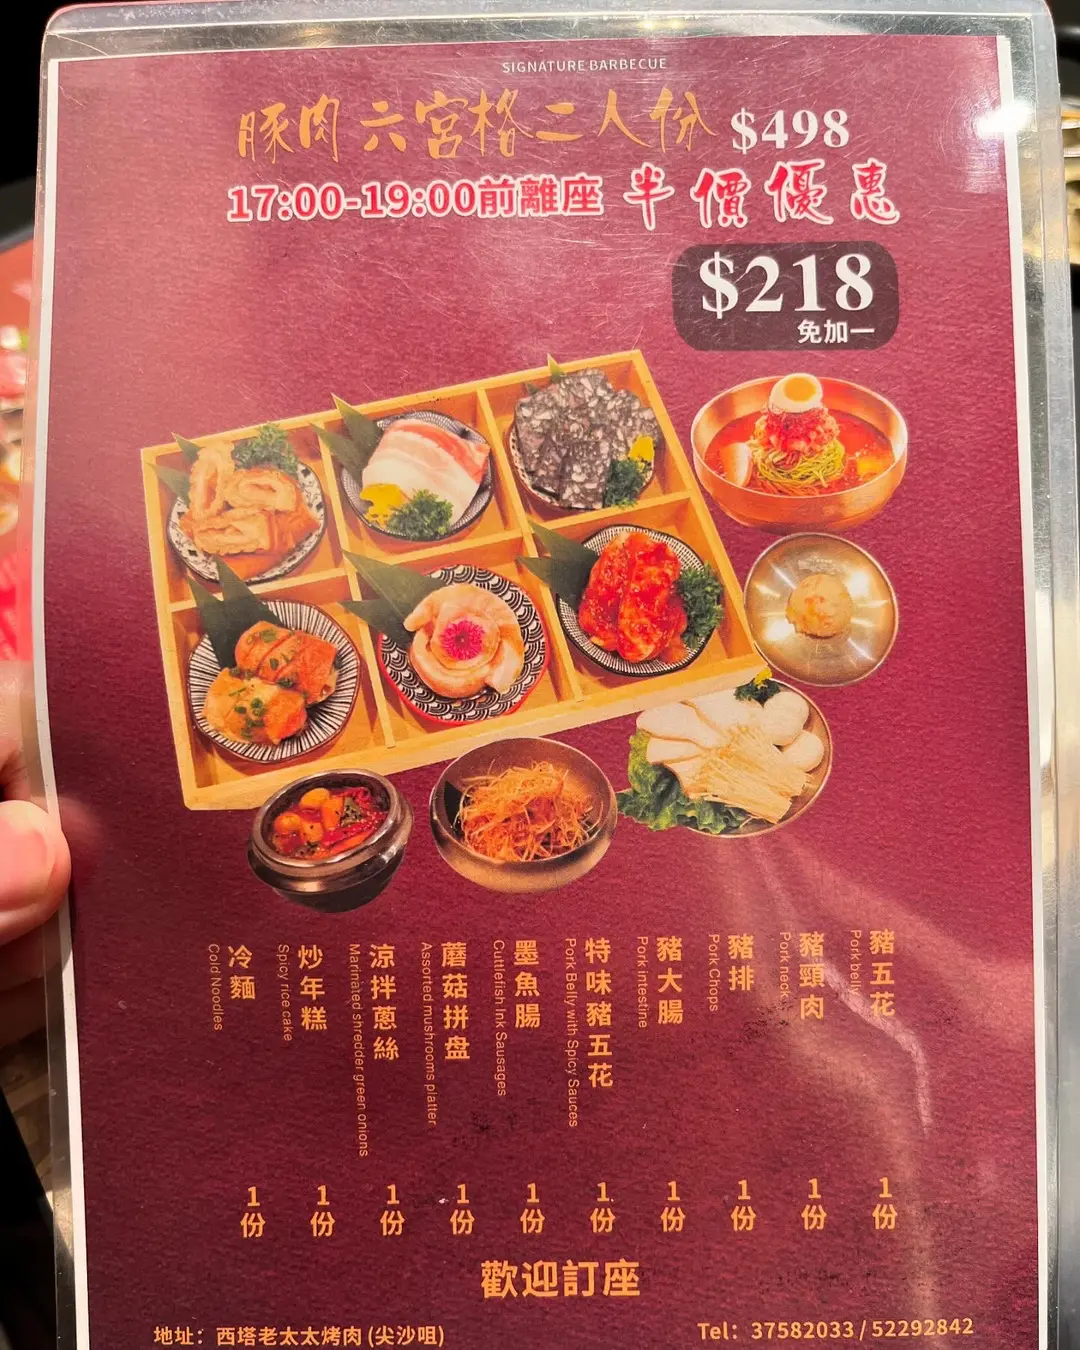 SIGNATURE BARBECUE
豚肉六宮格二人份 $498
17:00-19:00前離座 半價優惠
$218
免加一
豬五花
Pork belly
1份
豬頸肉
Pork neck
1份
豬排
Pork Chops
1份
豬大腸
Pork intestine
1份
特味豬五花
Pork Belly with Spicy Sauces
1份
墨魚腸
Cuttlefish Ink Sausages
1份
蘑菇拼盘
Assorted mushrooms platter
1份
涼拌蔥絲
Marinated shredder green onions
1份
炒年糕
Spicy rice cake
1份
冷麵
Cold Noodles
1份
歡迎訂座
地址：西塔老太太烤肉 (尖沙咀)
Tel：37582033 / 52292842